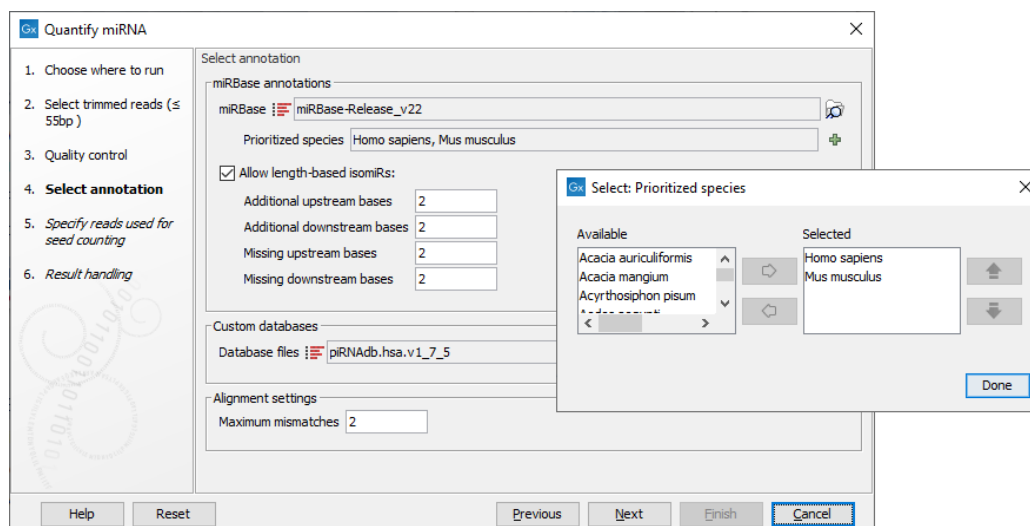 Gx Quantify miRNA
1. Choose where to run
2. Select trimmed reads (≤
55bp )
3. Quality control
4. Select annotation
5. Specify reads used for
seed counting
6. Result handling
Select annotation
miRBase annotations
miRBase miRBase-Release_v22
Prioritized species Homo sapiens, Mus musculus
Allow length-based isomiRs:
Additional upstream bases 2
Additional downstream bases 2
Missing upstream bases 2
Missing downstream bases 2
Custom databases
Database files piRNAdb.hsa.v1_7_5
Alignment settings
Maximum mismatches 2
Help Reset Previous Next Finish Cancel
Gx Select: Prioritized species
Available
Acacia auriculiformis
Acacia mangium
Acyrthosiphon pisum
Selected
Homo sapiens
Mus musculus
Done